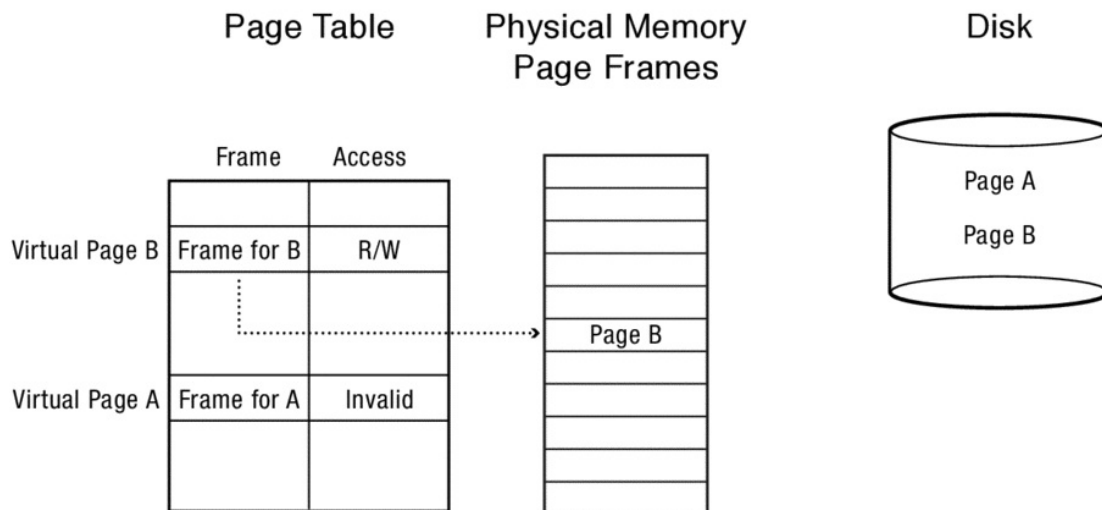 Page Table
Physical Memory
Page Frames
Disk
Frame Access
Virtual Page B Frame for B R/W
Page B
Virtual Page A Frame for A Invalid
Page A
Page B